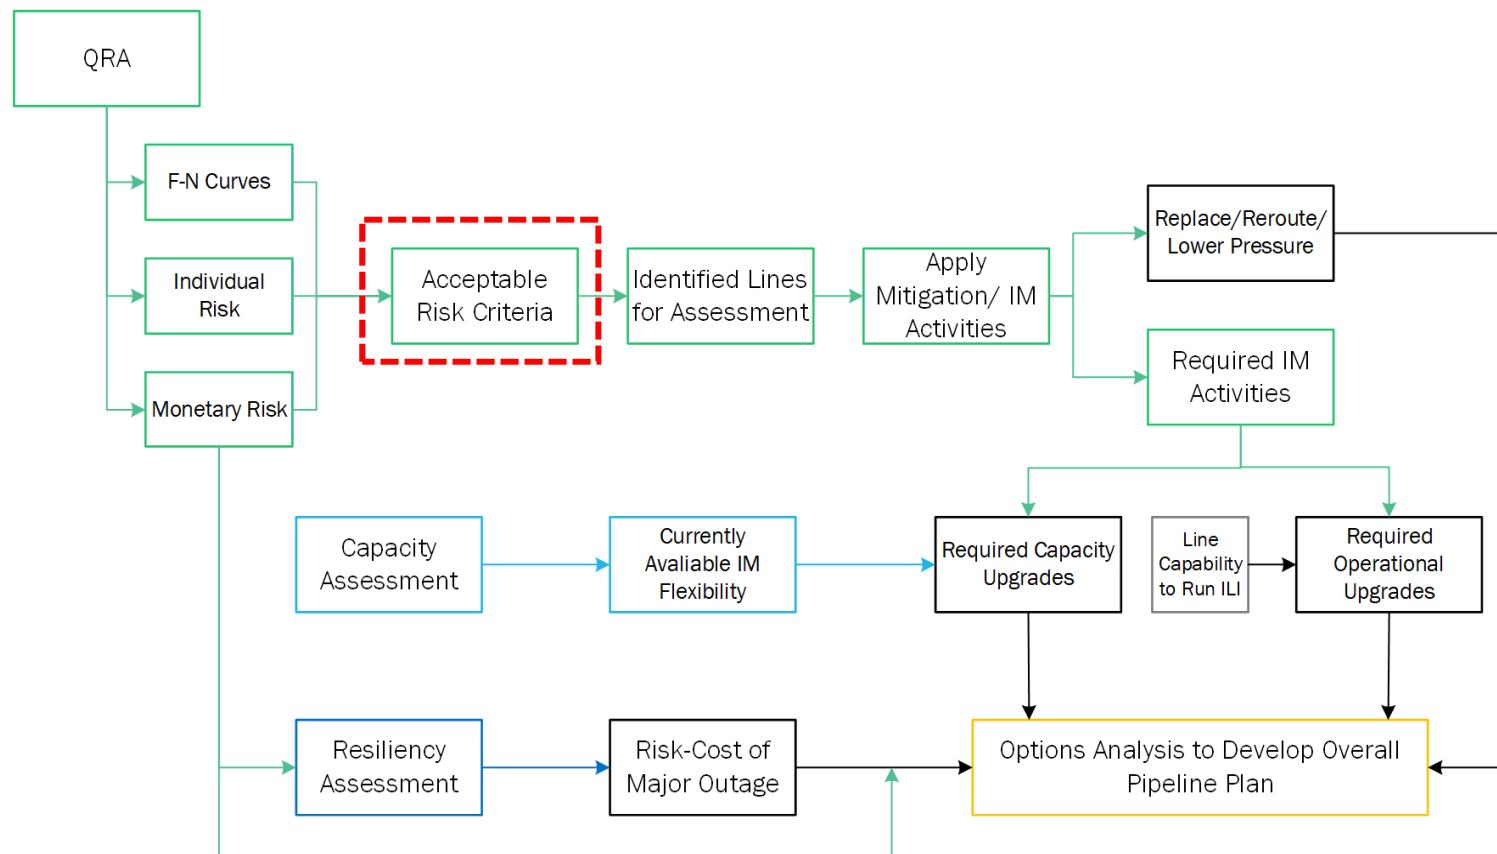 QRA
F-N Curves
Individual
Risk
Monetary Risk
Acceptable
Risk Criteria
Identified Lines
for Assessment
Apply
Mitigation/ IM
Activities
Replace/Reroute/
Lower Pressure
Required IM
Activities
Capacity
Assessment
Currently
Avaliable IM
Flexibility
Required Capacity
Upgrades
Line
Capability
to Run ILI
Required
Operational
Upgrades
Resiliency
Assessment
Risk-Cost of
Major Outage
Options Analysis to Develop Overall
Pipeline Plan